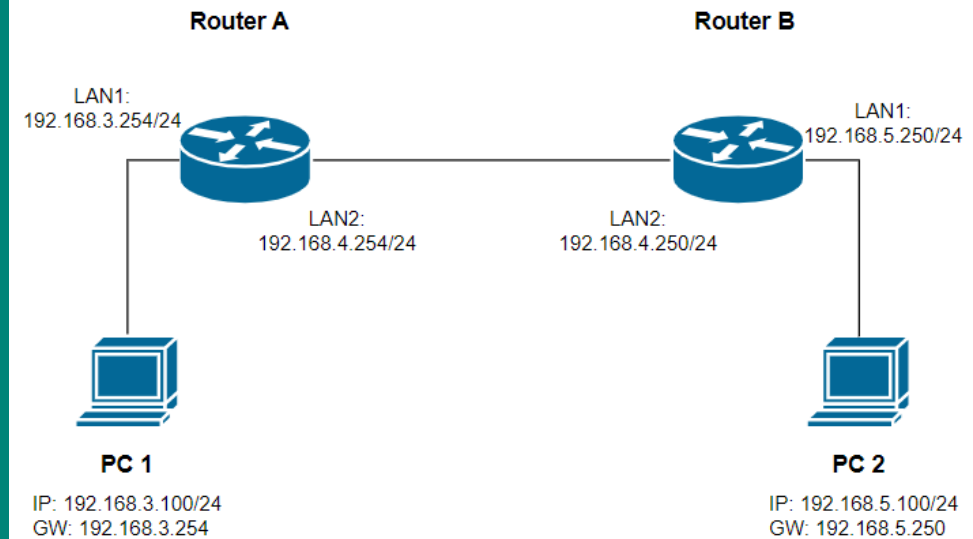 Router A
Router B
LAN1:
192.168.3.254/24
LAN1:
192.168.5.250/24
LAN2:
192.168.4.254/24
LAN2:
192.168.4.250/24
PC 1
IP: 192.168.3.100/24
GW: 192.168.3.254
PC 2
IP: 192.168.5.100/24
GW: 192.168.5.250